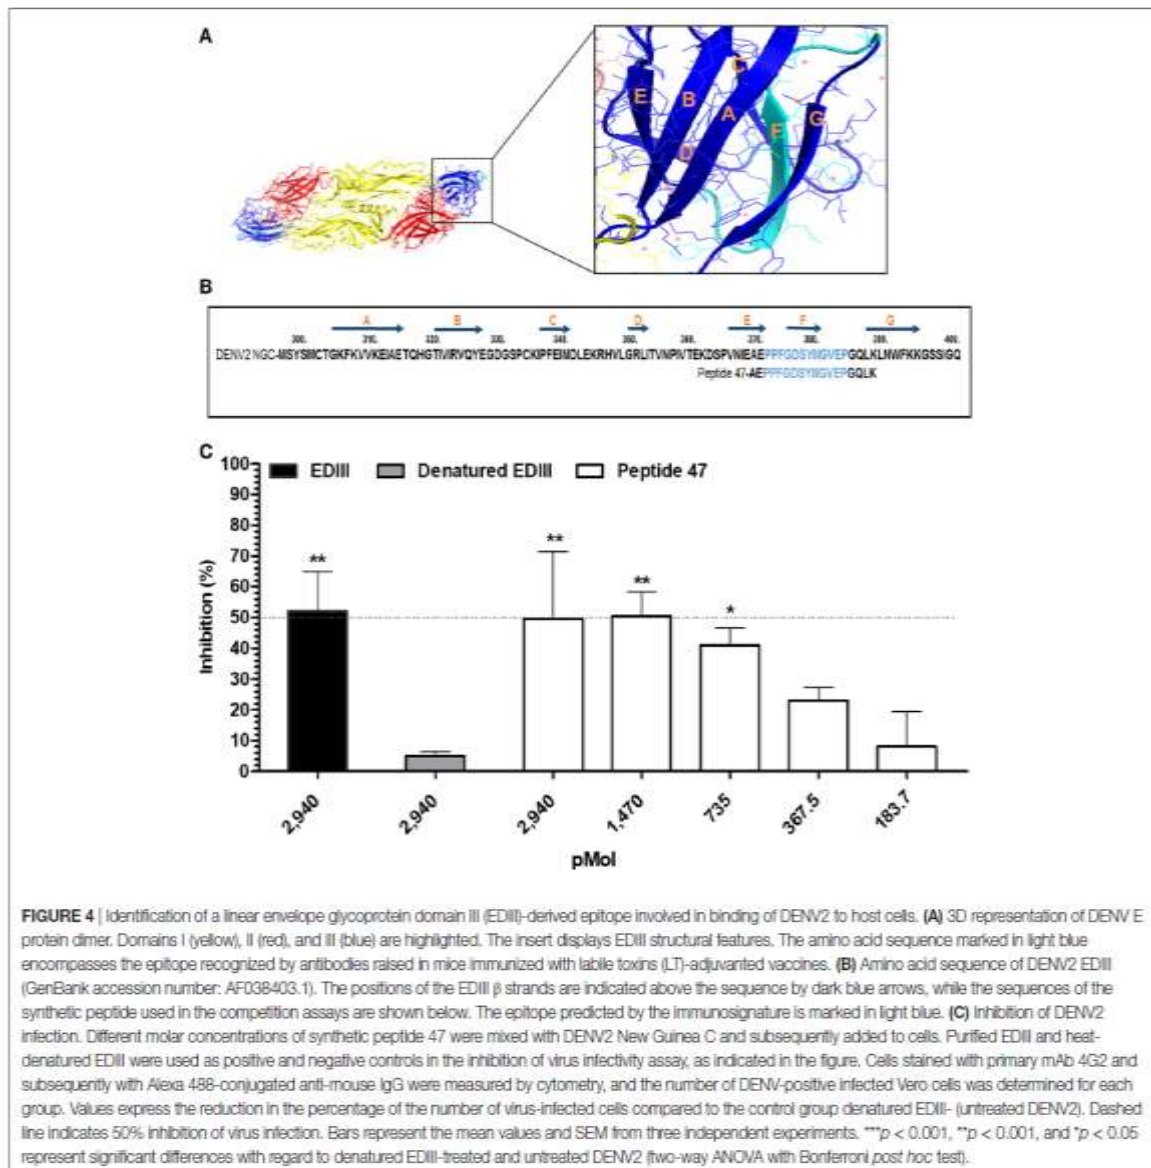 A
E
B
C
A
D
F
G
B
A B C D E F G
300. 310. 320. 330. 340. 350. 360. 370. 380. 390. 400.
DENV2 NGC-MSYSMCTGKFKVVKEIAETQHGTIVIRVQYEGDGSPCKIPFEIMDLEKRHVLGRLITVNPIVTEKDSPVNIEAEPPFGDSYIIGVEPGQLKLNWFKKGSSIGQ
Peptide 47-AEPPFGDSYIIGVEPGQLK
C
EDIII Denatured EDIII Peptide 47
Inhibition (%)
100
90
80
70
60
50
40
30
20
10
0
** ** ** *
2,940 2,940 2,940 1,470 735 367.5 183.7
pMol
FIGURE 4 | Identification of a linear envelope glycoprotein domain III (EDIII)-derived epitope involved in binding of DENV2 to host cells. (A) 3D representation of DENV E
protein dimer. Domains I (yellow), II (red), and III (blue) are highlighted. The insert displays EDIII structural features. The amino acid sequence marked in light blue
encompasses the epitope recognized by antibodies raised in mice immunized with labile toxins (LT)-adjuvanted vaccines. (B) Amino acid sequence of DENV2 EDIII
(GenBank accession number: AF038403.1). The positions of the EDIII β strands are indicated above the sequence by dark blue arrows, while the sequences of the
synthetic peptide used in the competition assays are shown below. The epitope predicted by the immunosignature is marked in light blue. (C) Inhibition of DENV2
infection. Different molar concentrations of synthetic peptide 47 were mixed with DENV2 New Guinea C and subsequently added to cells. Purified EDIII and heat-
denatured EDIII were used as positive and negative controls in the inhibition of virus infectivity assay, as indicated in the figure. Cells stained with primary mAb 4G2 and
subsequently with Alexa 488-conjugated anti-mouse IgG were measured by cytometry, and the number of DENV-positive infected Vero cells was determined for each
group. Values express the reduction in the percentage of the number of virus-infected cells compared to the control group denatured EDIII- (untreated DENV2). Dashed
line indicates 50% inhibition of virus infection. Bars represent the mean values and SEM from three independent experiments. ***p < 0.001, **p < 0.001, and *p < 0.05
represent significant differences with regard to denatured EDIII-treated and untreated DENV2 (two-way ANOVA with Bonferroni post hoc test).